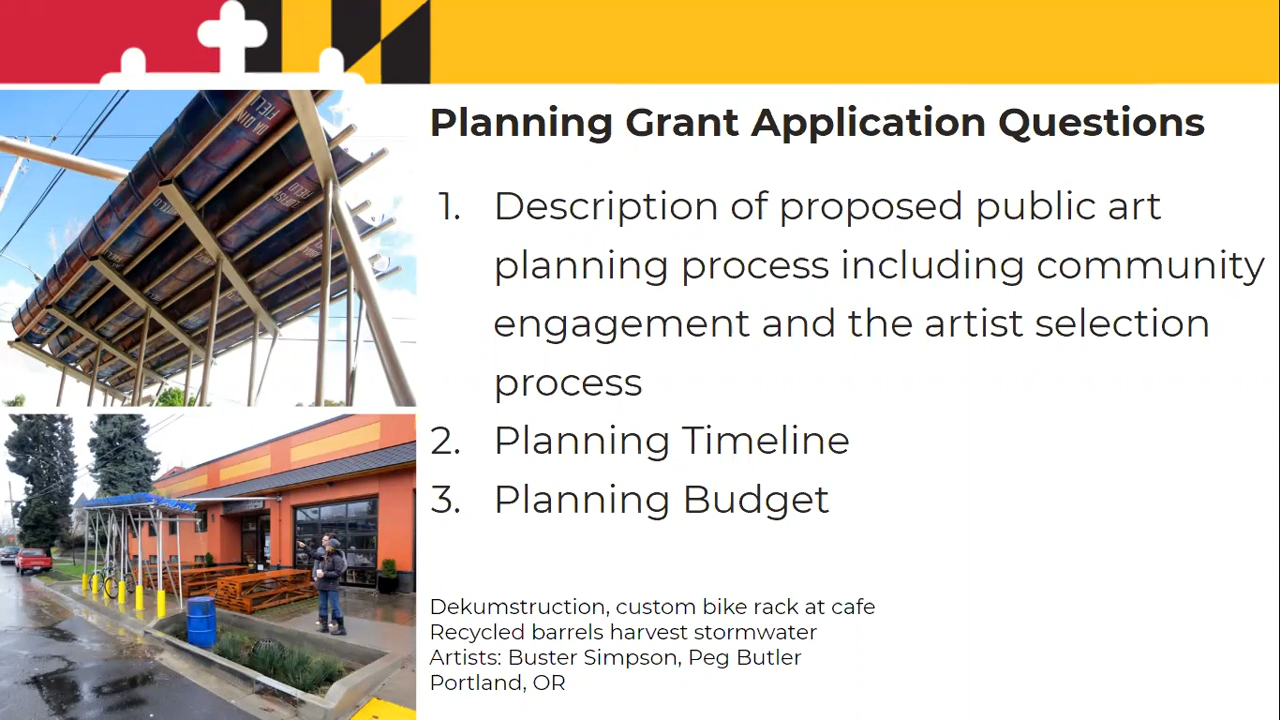 Planning Grant Application Questions
1. Description of proposed public art
planning process including community
engagement and the artist selection
process
2. Planning Timeline
3. Planning Budget
Dekumstruction, custom bike rack at cafe
Recycled barrels harvest stormwater
Artists: Buster Simpson, Peg Butler
Portland, OR